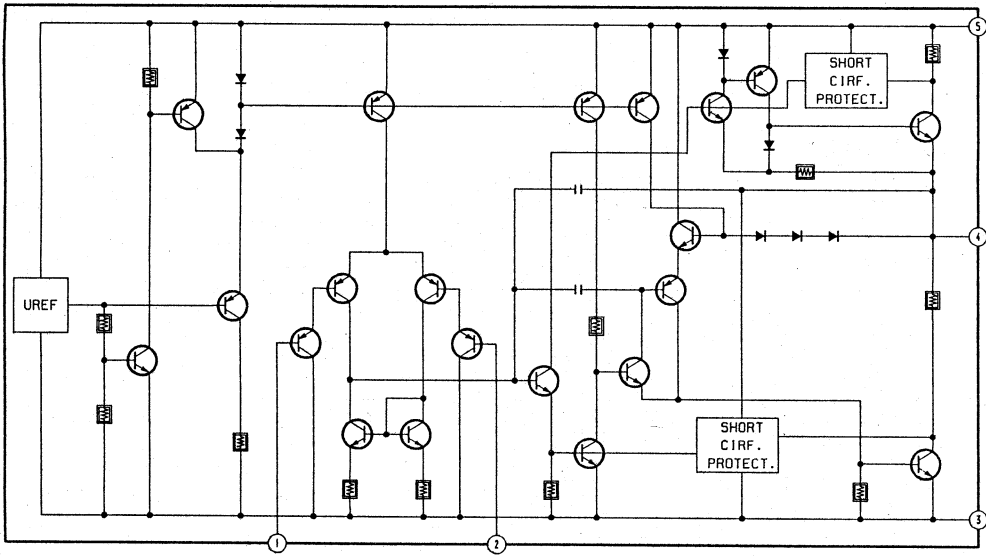 5
SHORT
CIRF.
PROTECT.
4
UREF
SHORT
CIRF.
PROTECT.
3
1
2